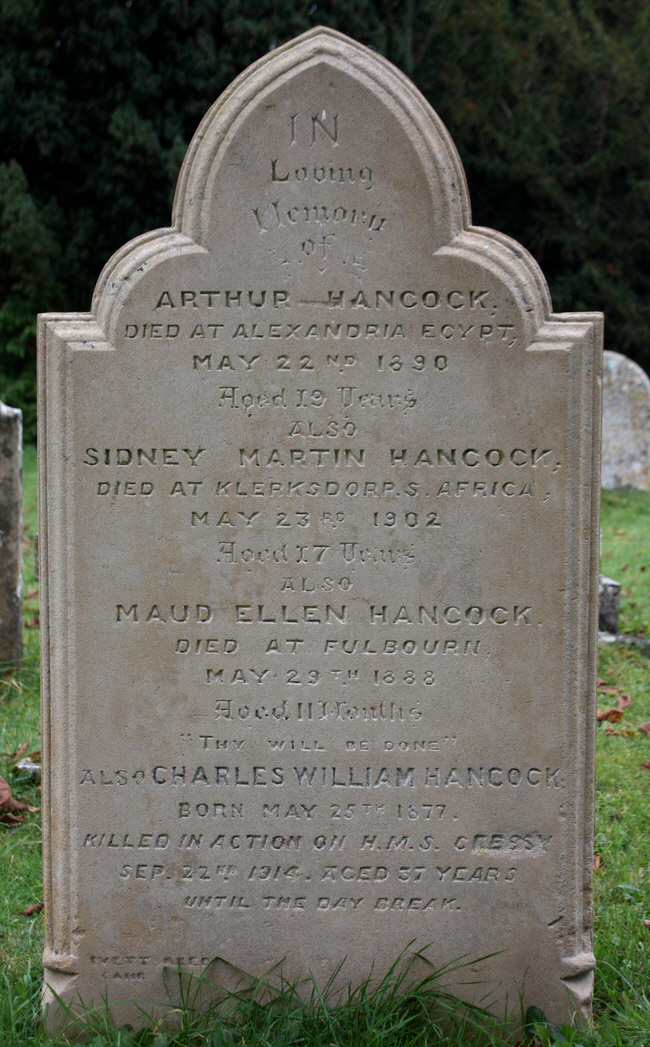 IN
Loving
Memory
of
ARTHUR HANCOCK,
DIED AT ALEXANDRIA EGYPT,
MAY 22ND 1890
Aged 19 Years
ALSO
SIDNEY MARTIN HANCOCK,
DIED AT KLERKSDORP. S. AFRICA,
MAY 23RD 1902
Aged 17 Years
ALSO
MAUD ELLEN HANCOCK.
DIED AT FULBOURN.
MAY 29TH 1888
Aged 11 Months
"THY WILL BE DONE"
ALSO CHARLES WILLIAM HANCOCK,
BORN MAY 25TH 1877.
KILLED IN ACTION ON H.M.S. CRESSY
SEP. 22ND 1914. AGED 37 YEARS
UNTIL THE DAY BREAK.